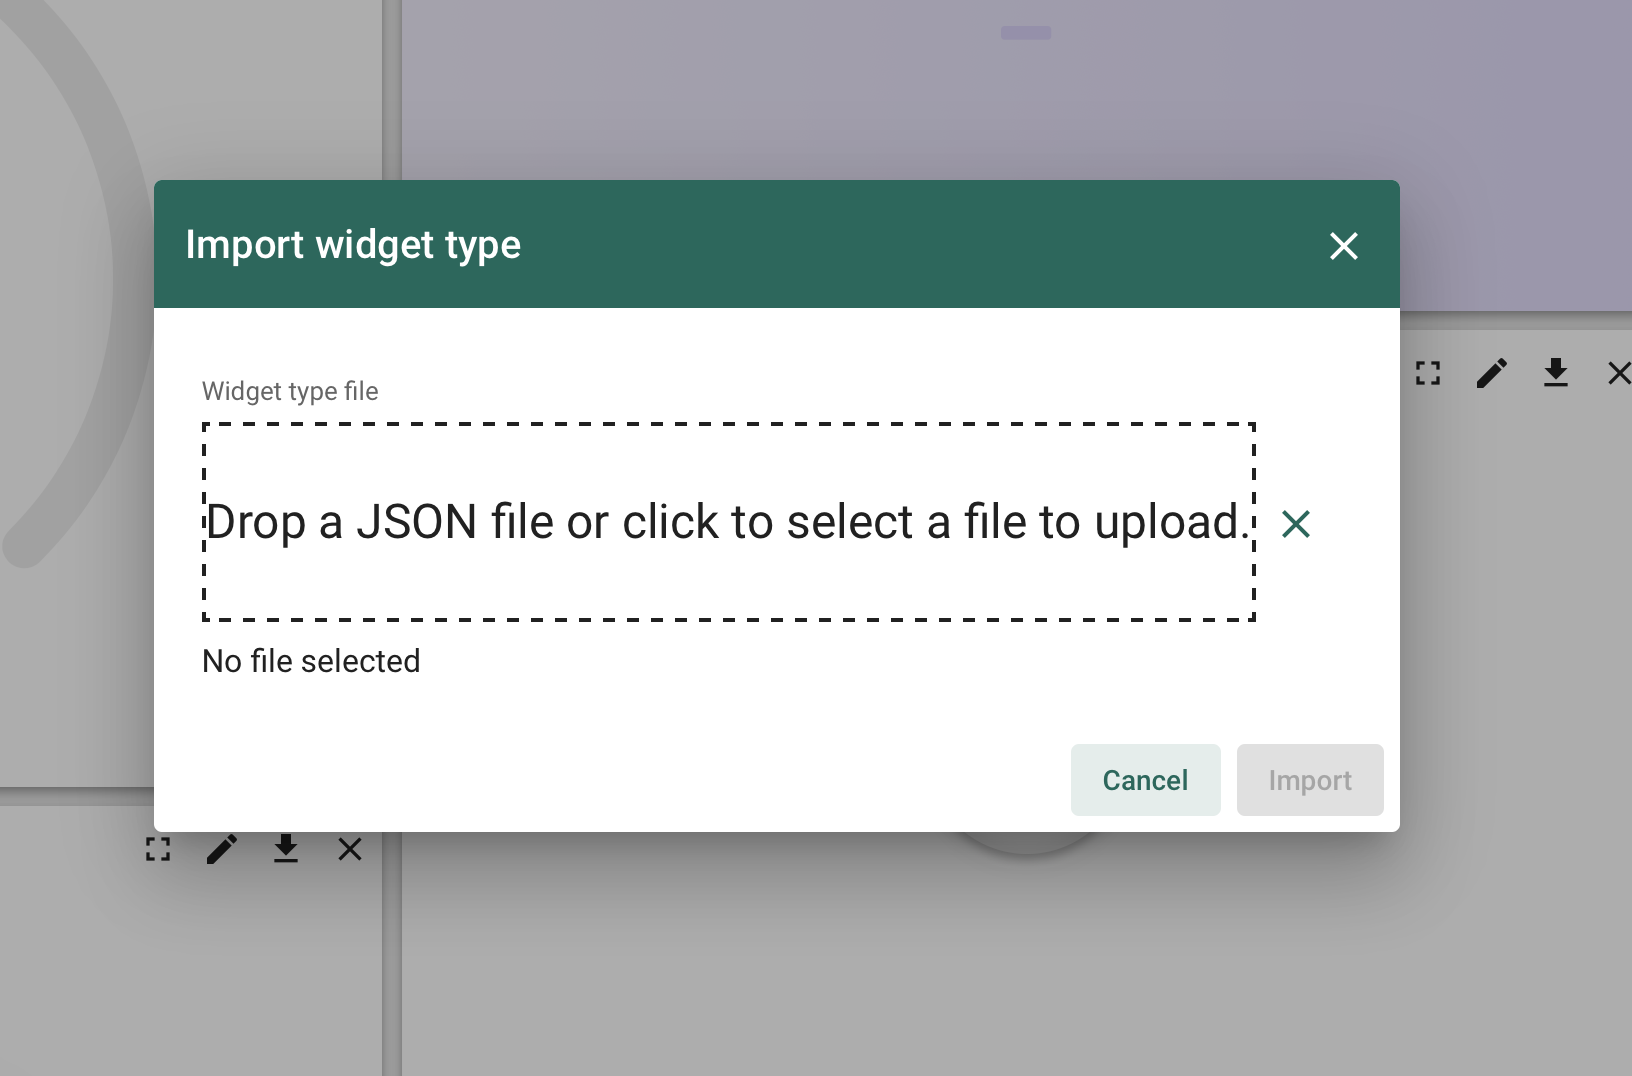 Import widget type
Widget type file
Drop a JSON file or click to select a file to upload.
No file selected
Cancel
Import